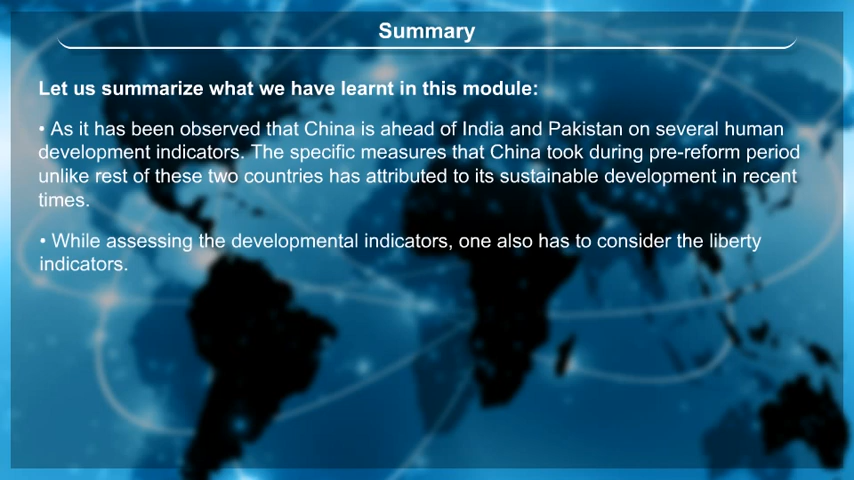 Summary
Let us summarize what we have learnt in this module:
• As it has been observed that China is ahead of India and Pakistan on several human
development indicators. The specific measures that China took during pre-reform period
unlike rest of these two countries has attributed to its sustainable development in recent
times.
• While assessing the developmental indicators, one also has to consider the liberty
indicators.